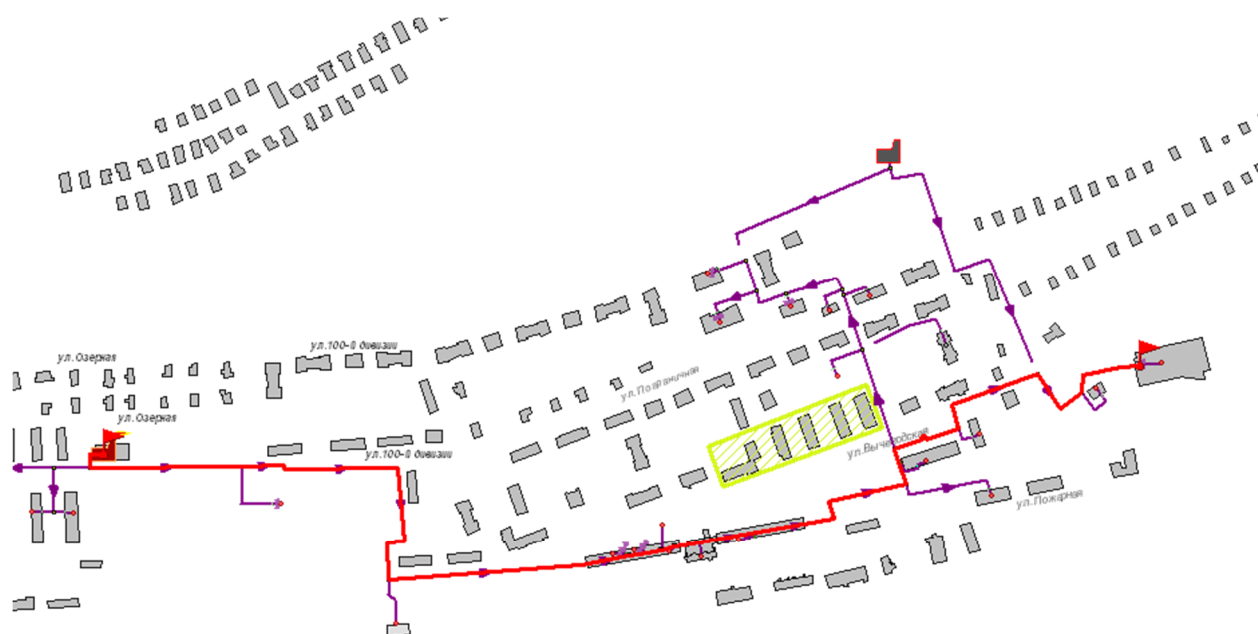 ул.Озерная
ул.100-й дивизии
ул.Пограничная
ул.Озерная
ул.100-й дивизии
ул.Вычегодская
ул.Пожарная